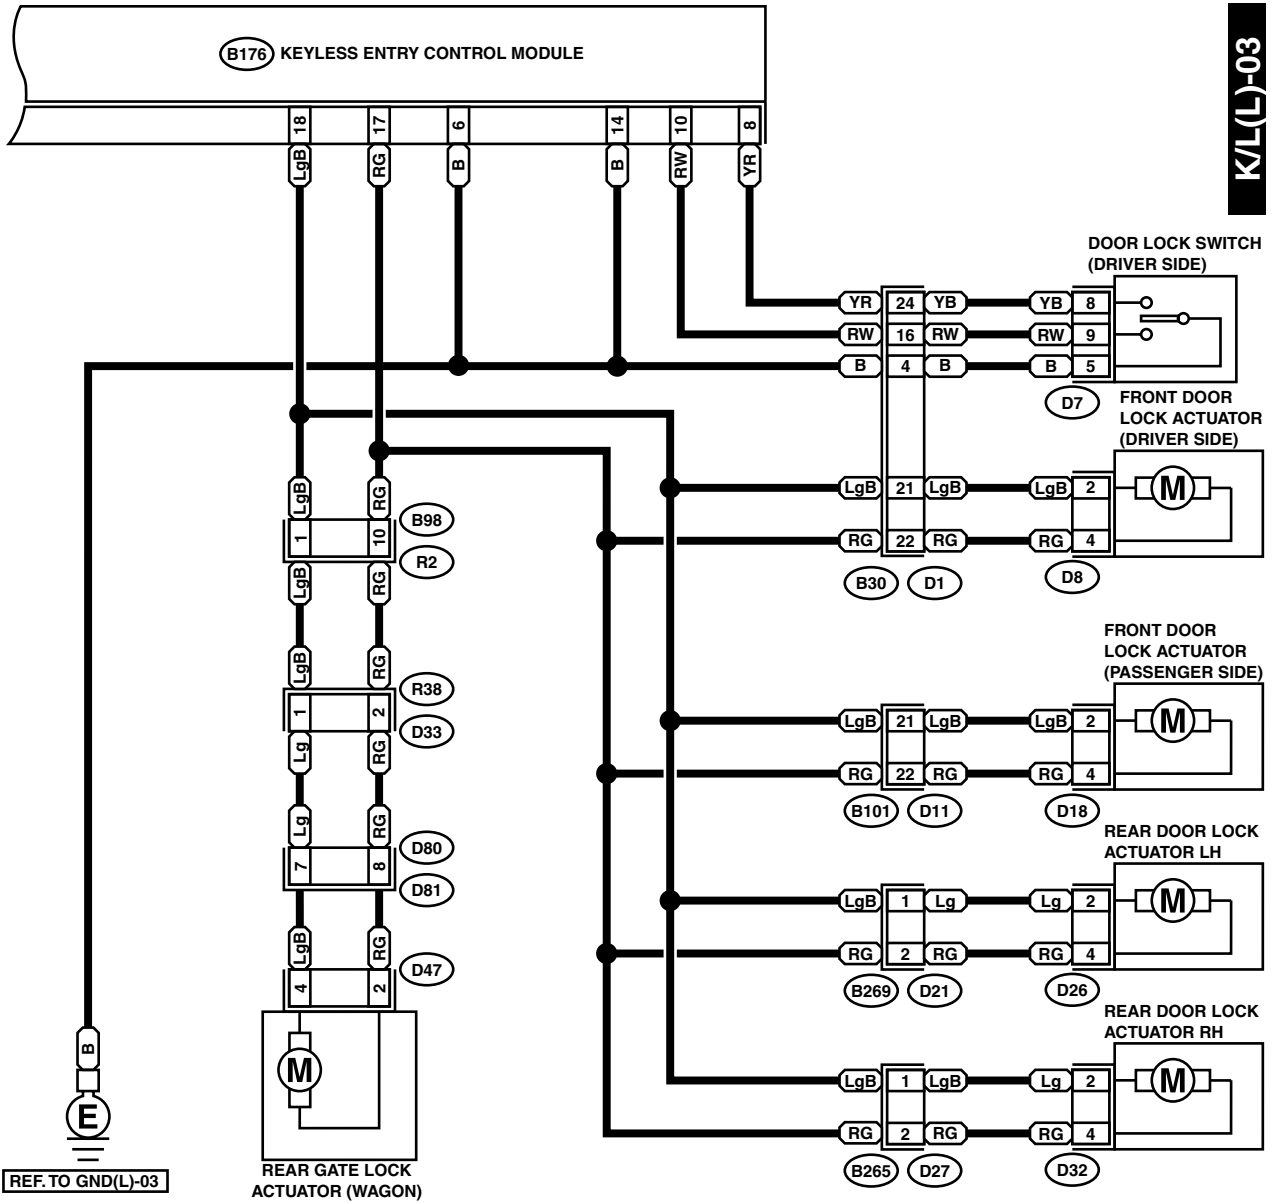 K/L(L)-03
B176 KEYLESS ENTRY CONTROL MODULE
18 17 6 14 10 8
LgB RG B B RW YR
DOOR LOCK SWITCH
(DRIVER SIDE)
YR 24 YB YB 8
RW 16 RW RW 9
B 4 B B 5
D7
FRONT DOOR
LOCK ACTUATOR
(DRIVER SIDE)
LgB 21 LgB LgB 2 M
RG 22 RG RG 4
B30 D1 D8
LgB RG
1 10
B98
R2
LgB RG
LgB RG
1 2
R38
D33
Lg RG
Lg RG
7 8
D80
D81
LgB RG
4 2
D47
M
REAR GATE LOCK
ACTUATOR (WAGON)
FRONT DOOR
LOCK ACTUATOR
(PASSENGER SIDE)
LgB 21 LgB LgB 2 M
RG 22 RG RG 4
B101 D11 D18
REAR DOOR LOCK
ACTUATOR LH
LgB 1 Lg Lg 2 M
RG 2 RG RG 4
B269 D21 D26
REAR DOOR LOCK
ACTUATOR RH
LgB 1 LgB Lg 2 M
RG 2 RG RG 4
B265 D27 D32
B
E
REF. TO GND(L)-03